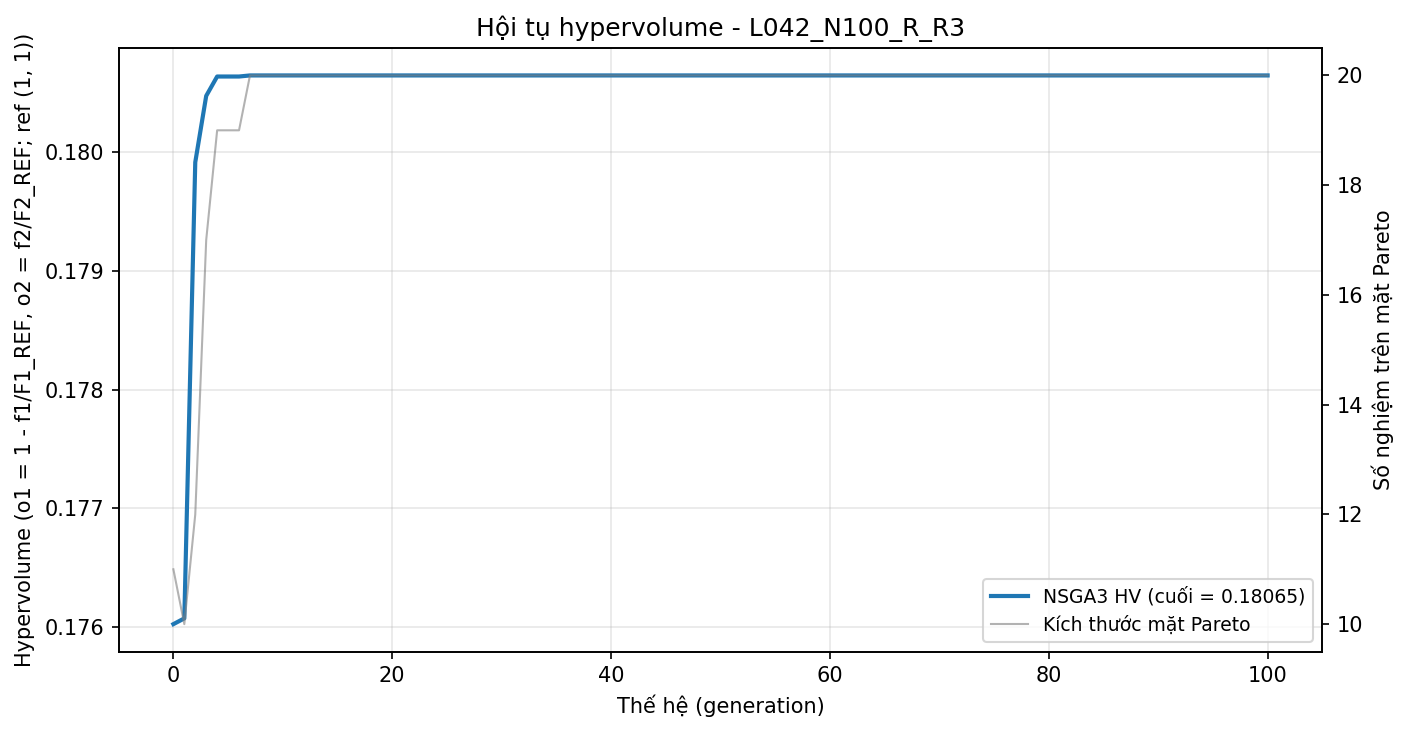 Hội tụ hypervolume - L042_N100_R_R3
Hypervolume (o1 = 1 - f1/F1_REF, o2 = f2/F2_REF; ref (1, 1))
0.180
0.179
0.178
0.177
0.176
20
18
16
14
12
10
Số nghiệm trên mặt Pareto
NSGA3 HV (cuối = 0.18065)
Kích thước mặt Pareto
0 20 40 60 80 100
Thế hệ (generation)